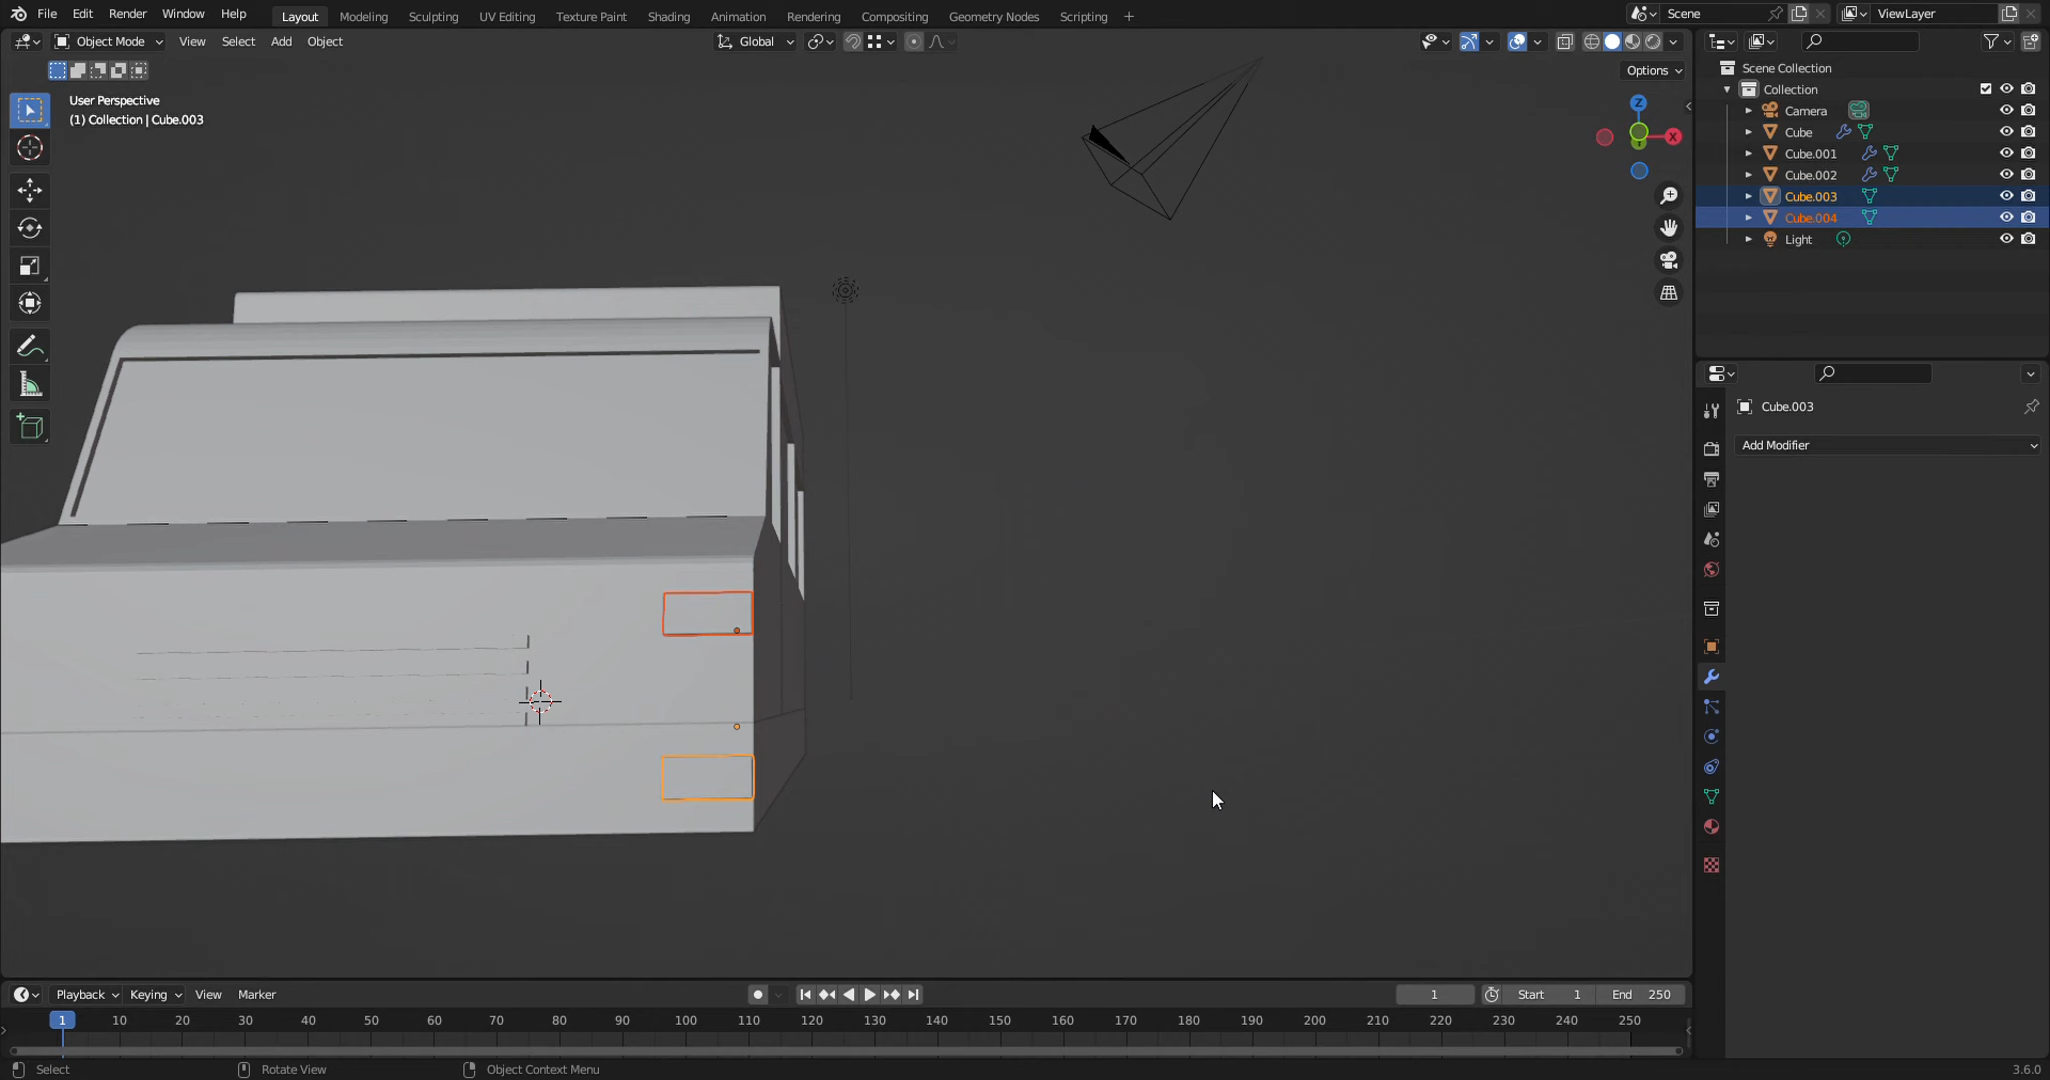 File Edit Render Window Help Layout Modeling Sculpting UV Editing Texture Paint Shading Animation Rendering Compositing Geometry Nodes Scripting + Scene ViewLayer
Object Mode View Select Add Object Global
Options
User Perspective
(1) Collection | Cube.003
Z
X
Scene Collection
Collection
Camera
Cube
Cube.001
Cube.002
Cube.003
Cube.004
Light
Cube.003
Add Modifier
Playback Keying View Marker 1 Start 1 End 250
1 10 20 30 40 50 60 70 80 90 100 110 120 130 140 150 160 170 180 190 200 210 220 230 240 250
Select Rotate View Object Context Menu 3.6.0